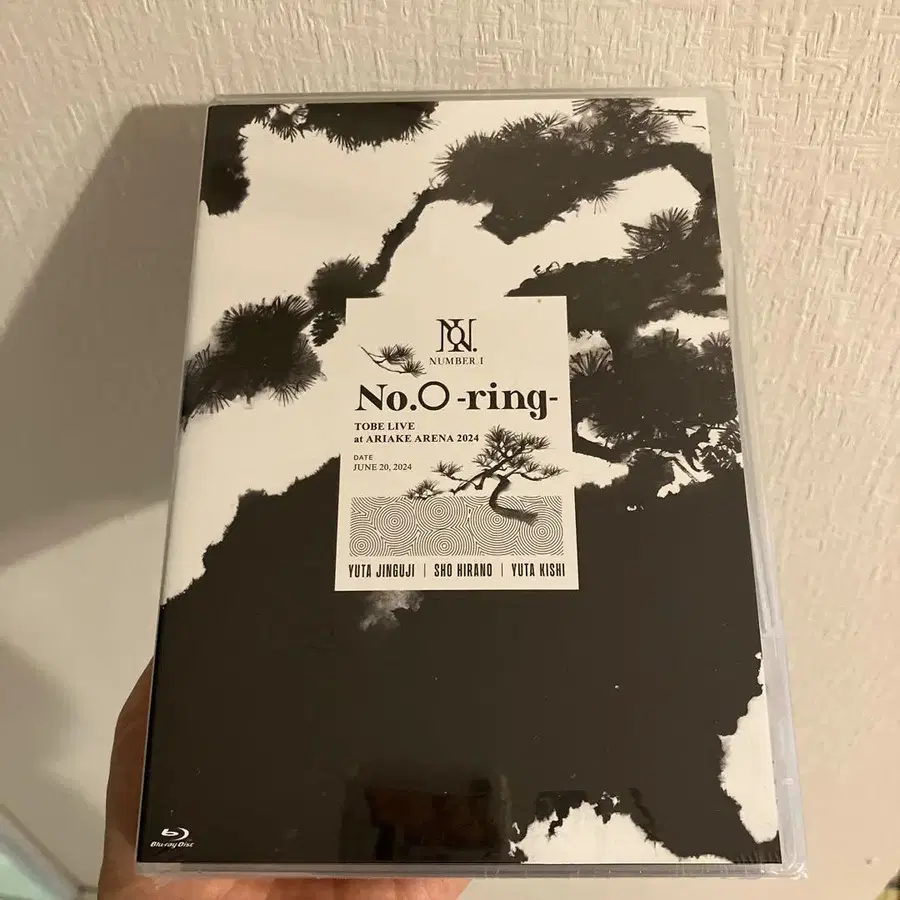 NỌ.
NUMBER_I
No.O -ring-
TOBE LIVE
at ARIAKE ARENA 2024
DATE
JUNE 20, 2024
YUTA JINGUJI | SHO HIRANO | YUTA KISHI
Blu-ray Disc